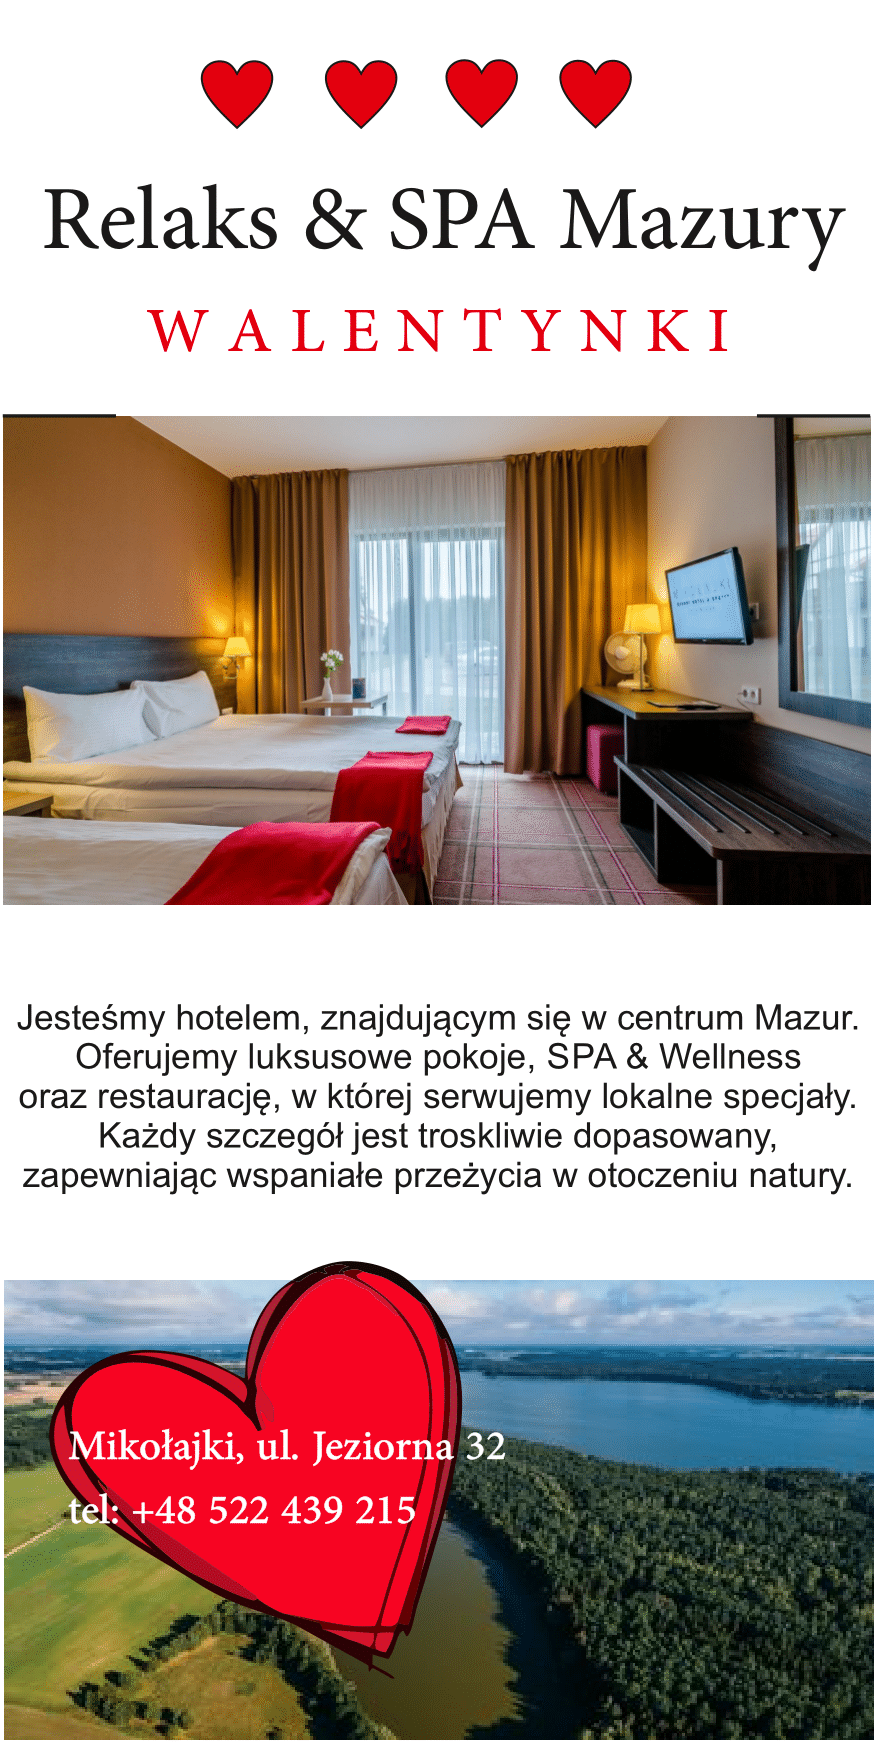 Relaks & SPA Mazury
WALENTYNKI
Jesteśmy hotelem, znajdującym się w centrum Mazur.
Oferujemy luksusowe pokoje, SPA & Wellness
oraz restaurację, w której serwujemy lokalne specjały.
Każdy szczegół jest troskliwie dopasowany,
zapewniając wspaniałe przeżycia w otoczeniu natury.
Mikołajki, ul. Jeziorna 32
tel: +48 522 439 215